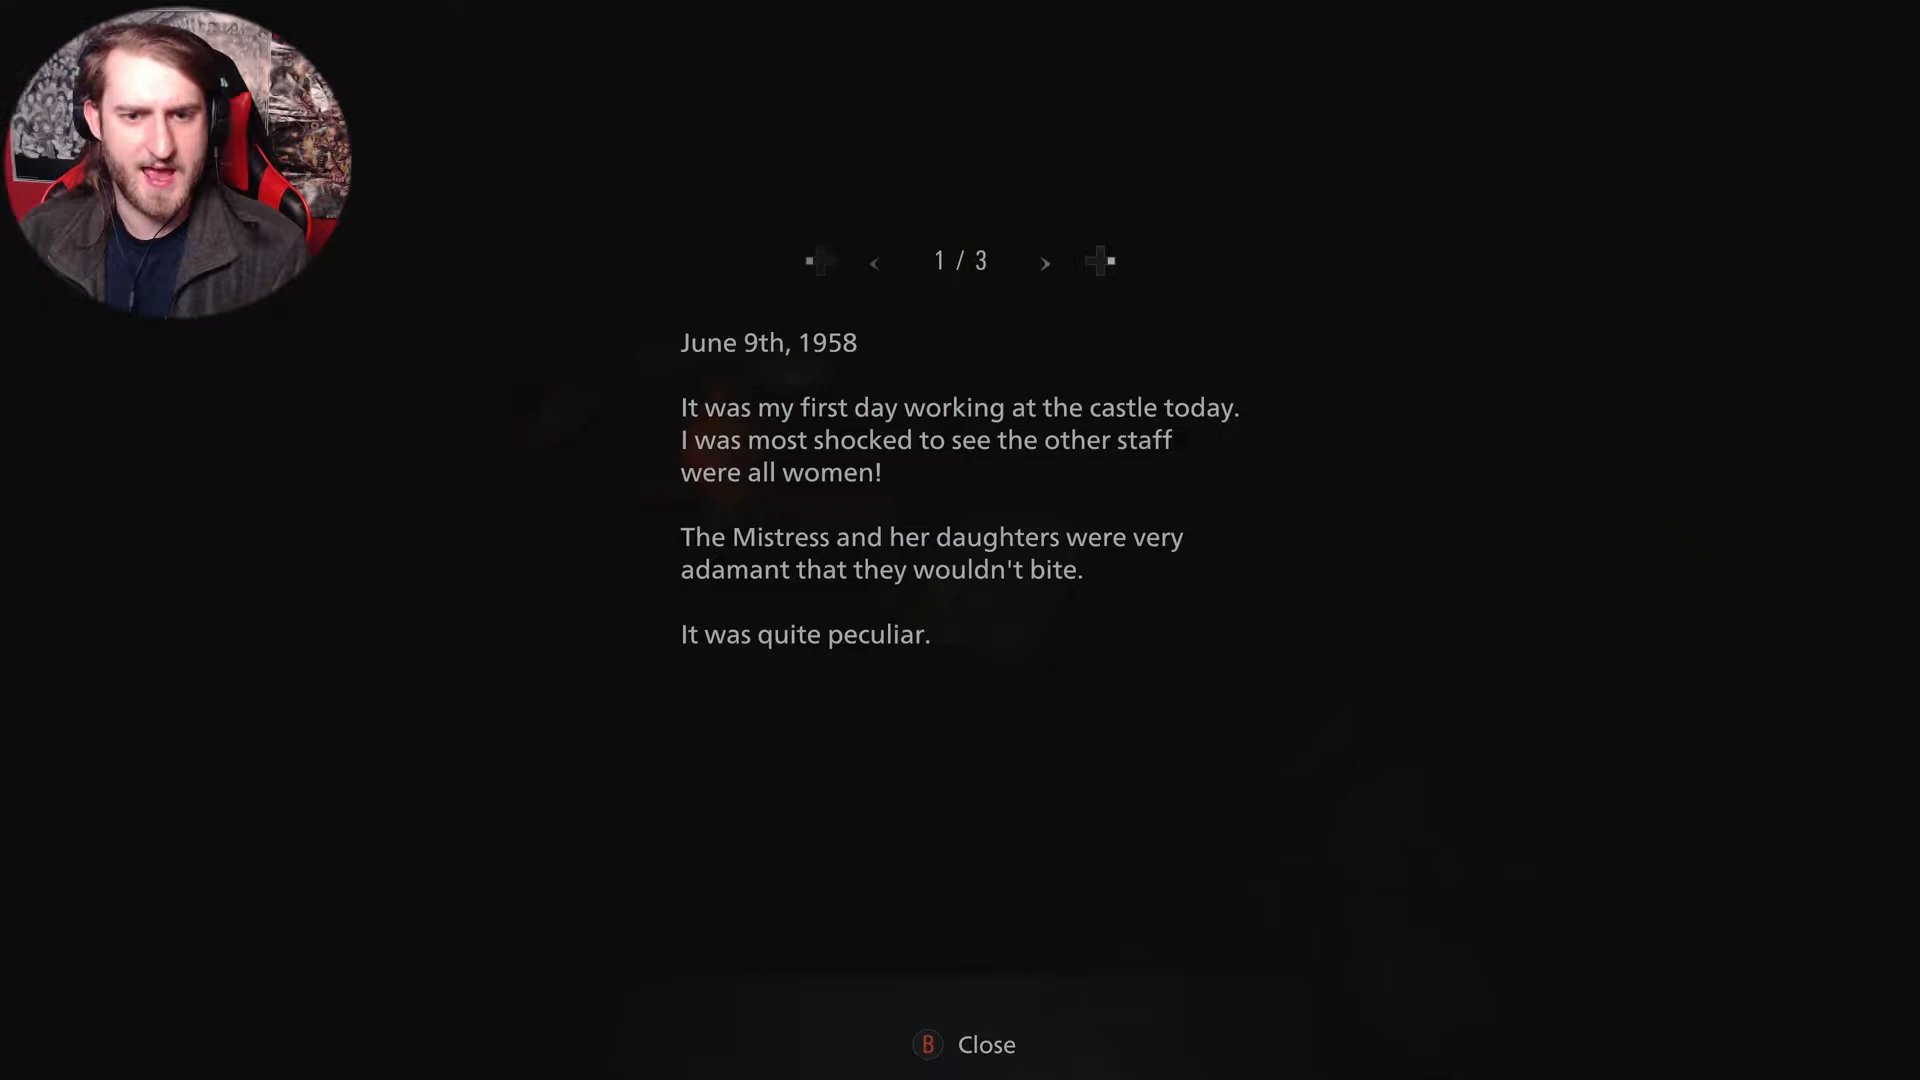 1 / 3
June 9th, 1958
It was my first day working at the castle today.
I was most shocked to see the other staff
were all women!
The Mistress and her daughters were very
adamant that they wouldn't bite.
It was quite peculiar.
B Close